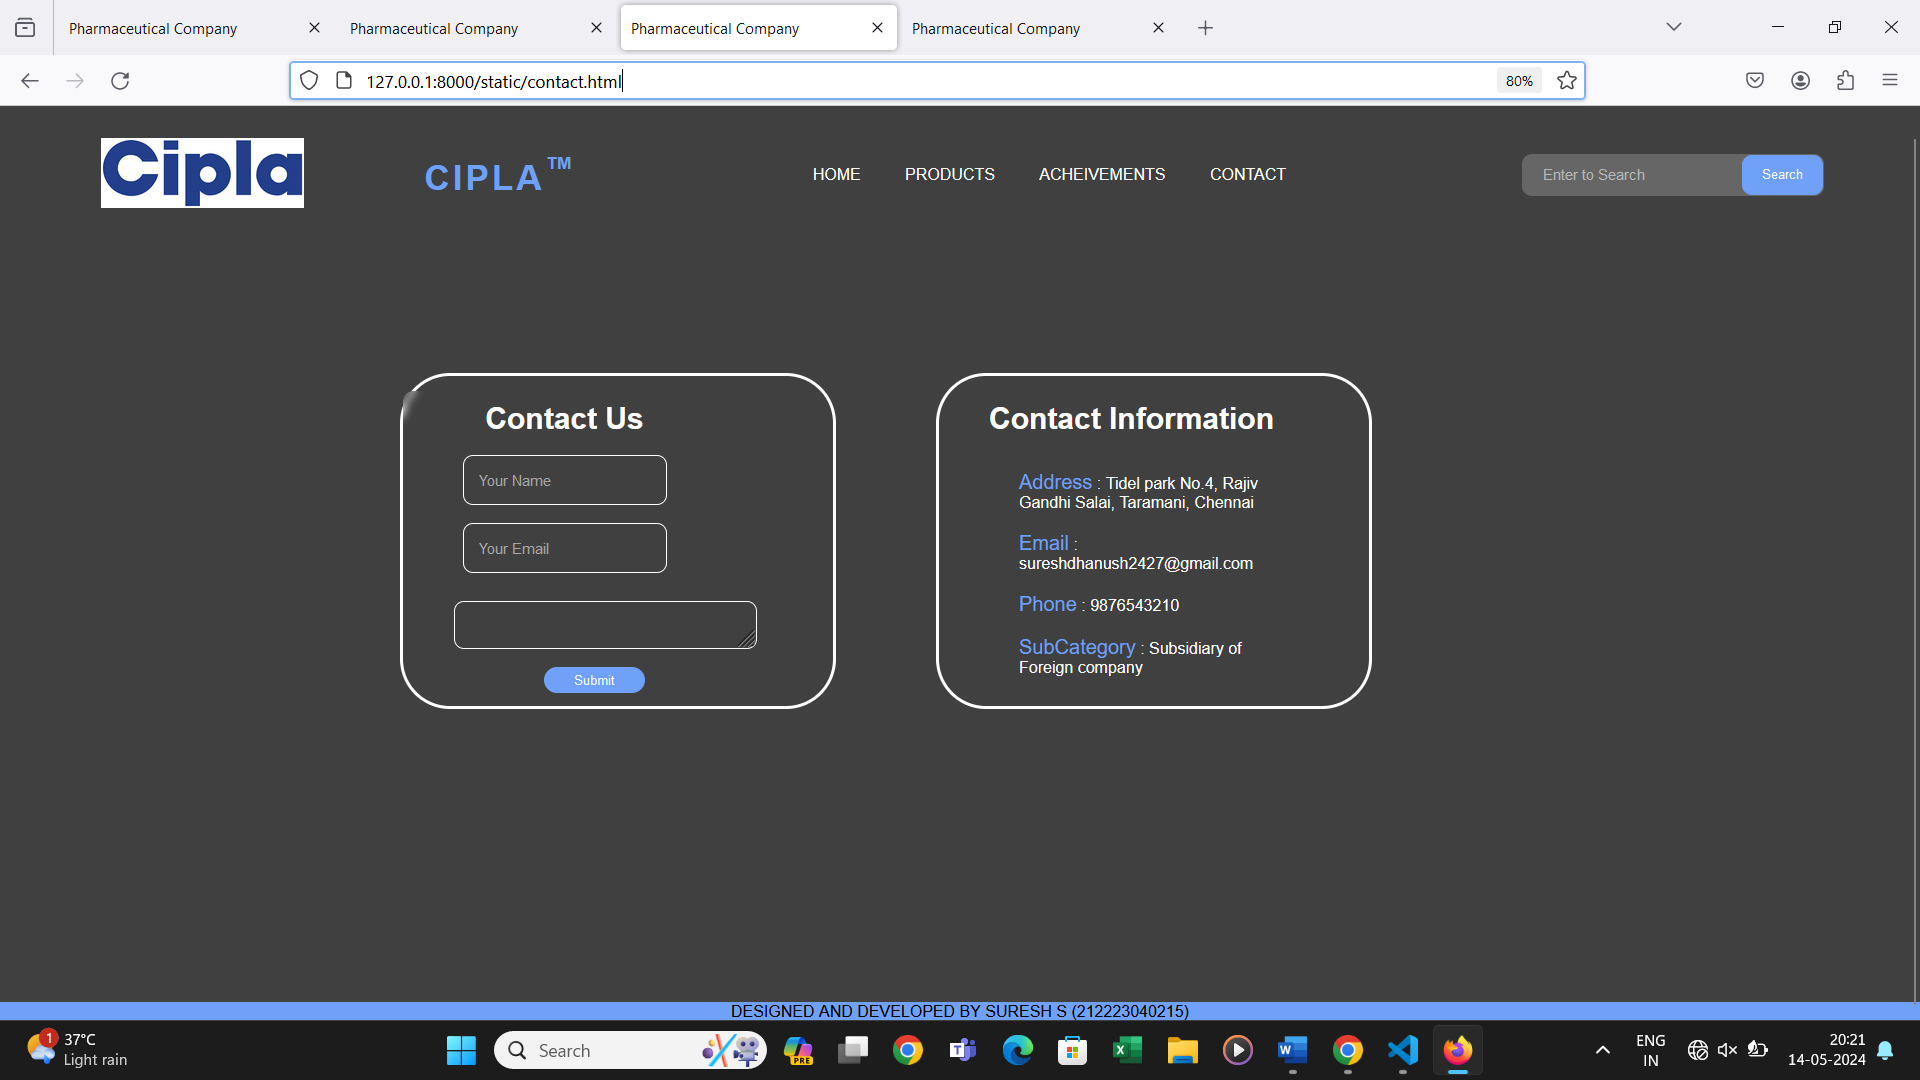 Pharmaceutical Company
Pharmaceutical Company
Pharmaceutical Company
Pharmaceutical Company
127.0.0.1:8000/static/contact.html
80%
Cipla
CIPLA TM
HOME
PRODUCTS
ACHEIVEMENTS
CONTACT
Enter to Search
Search
Contact Us
Your Name
Your Email
Submit
Contact Information
Address : Tidel park No.4, Rajiv
Gandhi Salai, Taramani, Chennai
Email :
sureshdhanush2427@gmail.com
Phone : 9876543210
SubCategory : Subsidiary of
Foreign company
DESIGNED AND DEVELOPED BY SURESH S (212223040215)
1
37°C
Light rain
Search
PRE
ENG
IN
20:21
14-05-2024